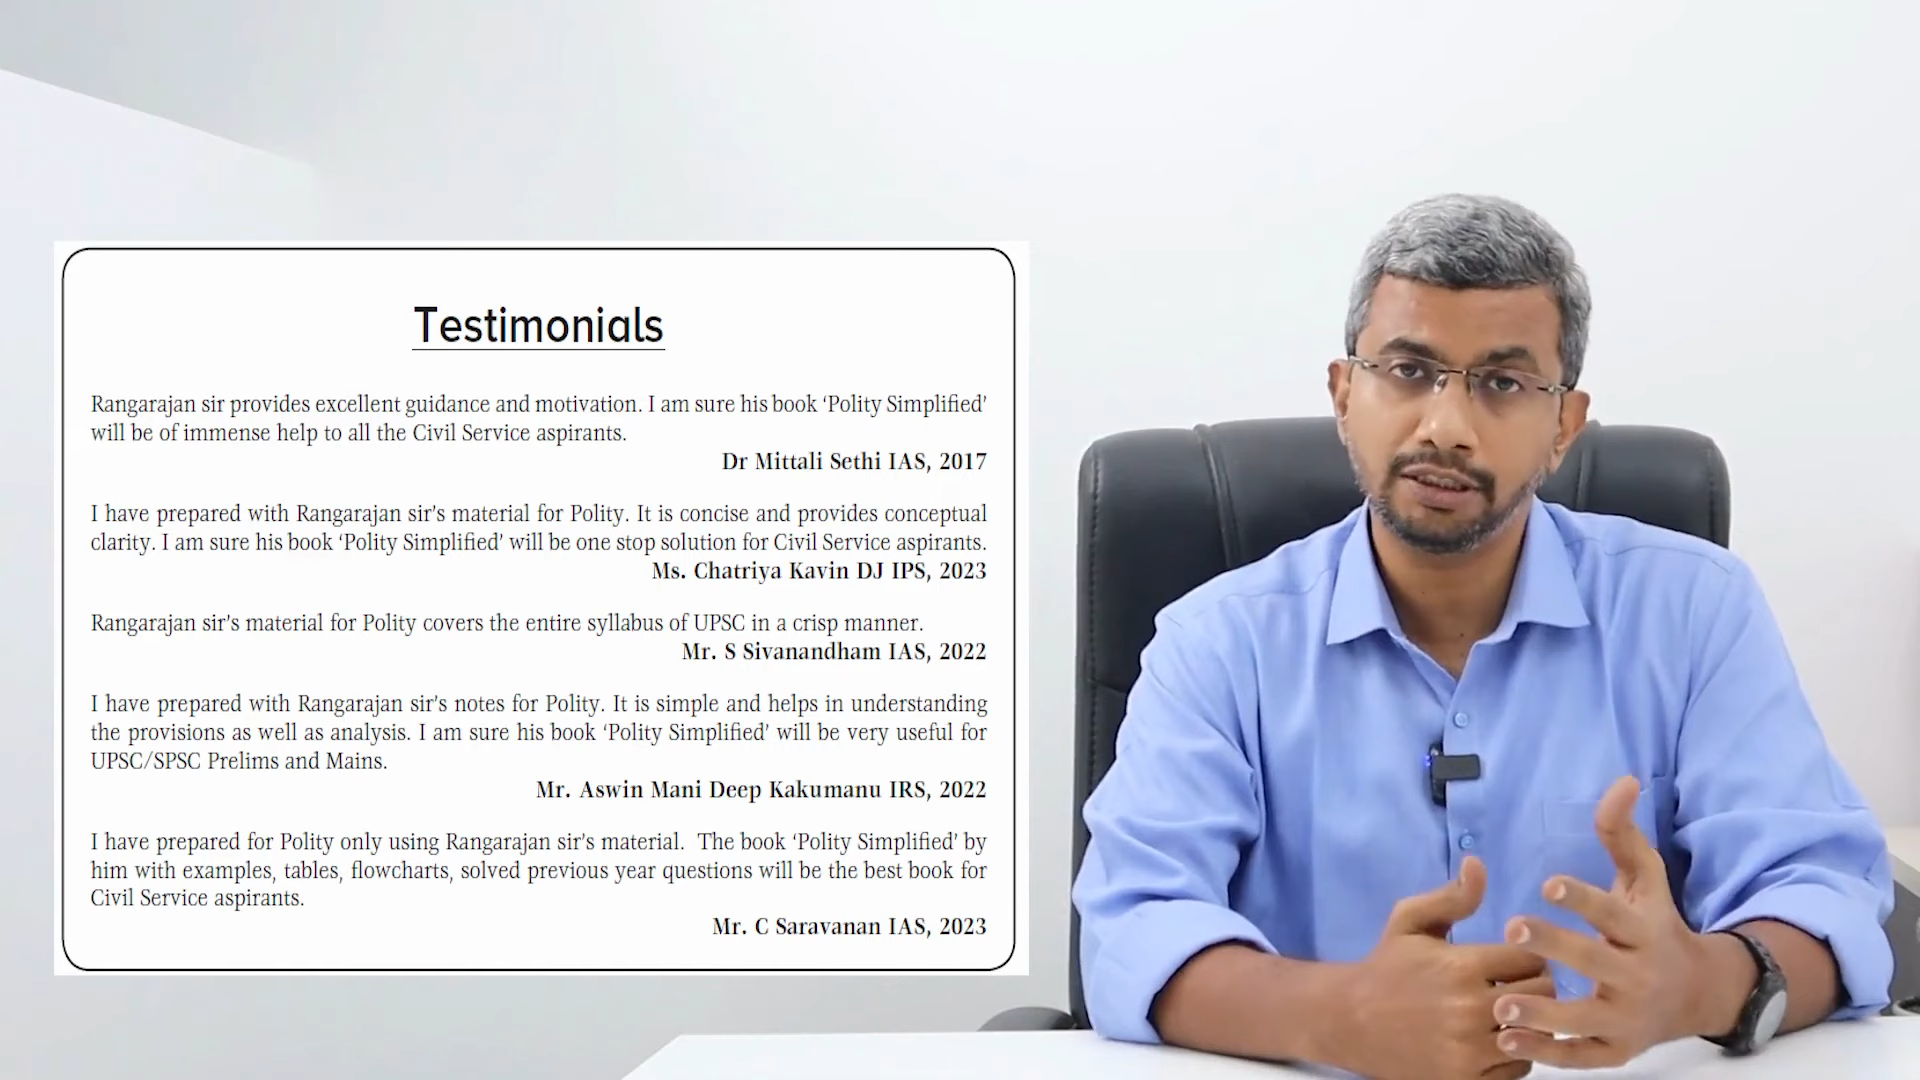 Testimonials
Rangarajan sir provides excellent guidance and motivation. I am sure his book ‘Polity Simplified’
will be of immense help to all the Civil Service aspirants.
Dr Mittali Sethi IAS, 2017
I have prepared with Rangarajan sir’s material for Polity. It is concise and provides conceptual
clarity. I am sure his book ‘Polity Simplified’ will be one stop solution for Civil Service aspirants.
Ms. Chatriya Kavin DJ IPS, 2023
Rangarajan sir’s material for Polity covers the entire syllabus of UPSC in a crisp manner.
Mr. S Sivanandham IAS, 2022
I have prepared with Rangarajan sir’s notes for Polity. It is simple and helps in understanding
the provisions as well as analysis. I am sure his book ‘Polity Simplified’ will be very useful for
UPSC/SPSC Prelims and Mains.
Mr. Aswin Mani Deep Kakumanu IRS, 2022
I have prepared for Polity only using Rangarajan sir’s material. The book ‘Polity Simplified’ by
him with examples, tables, flowcharts, solved previous year questions will be the best book for
Civil Service aspirants.
Mr. C Saravanan IAS, 2023